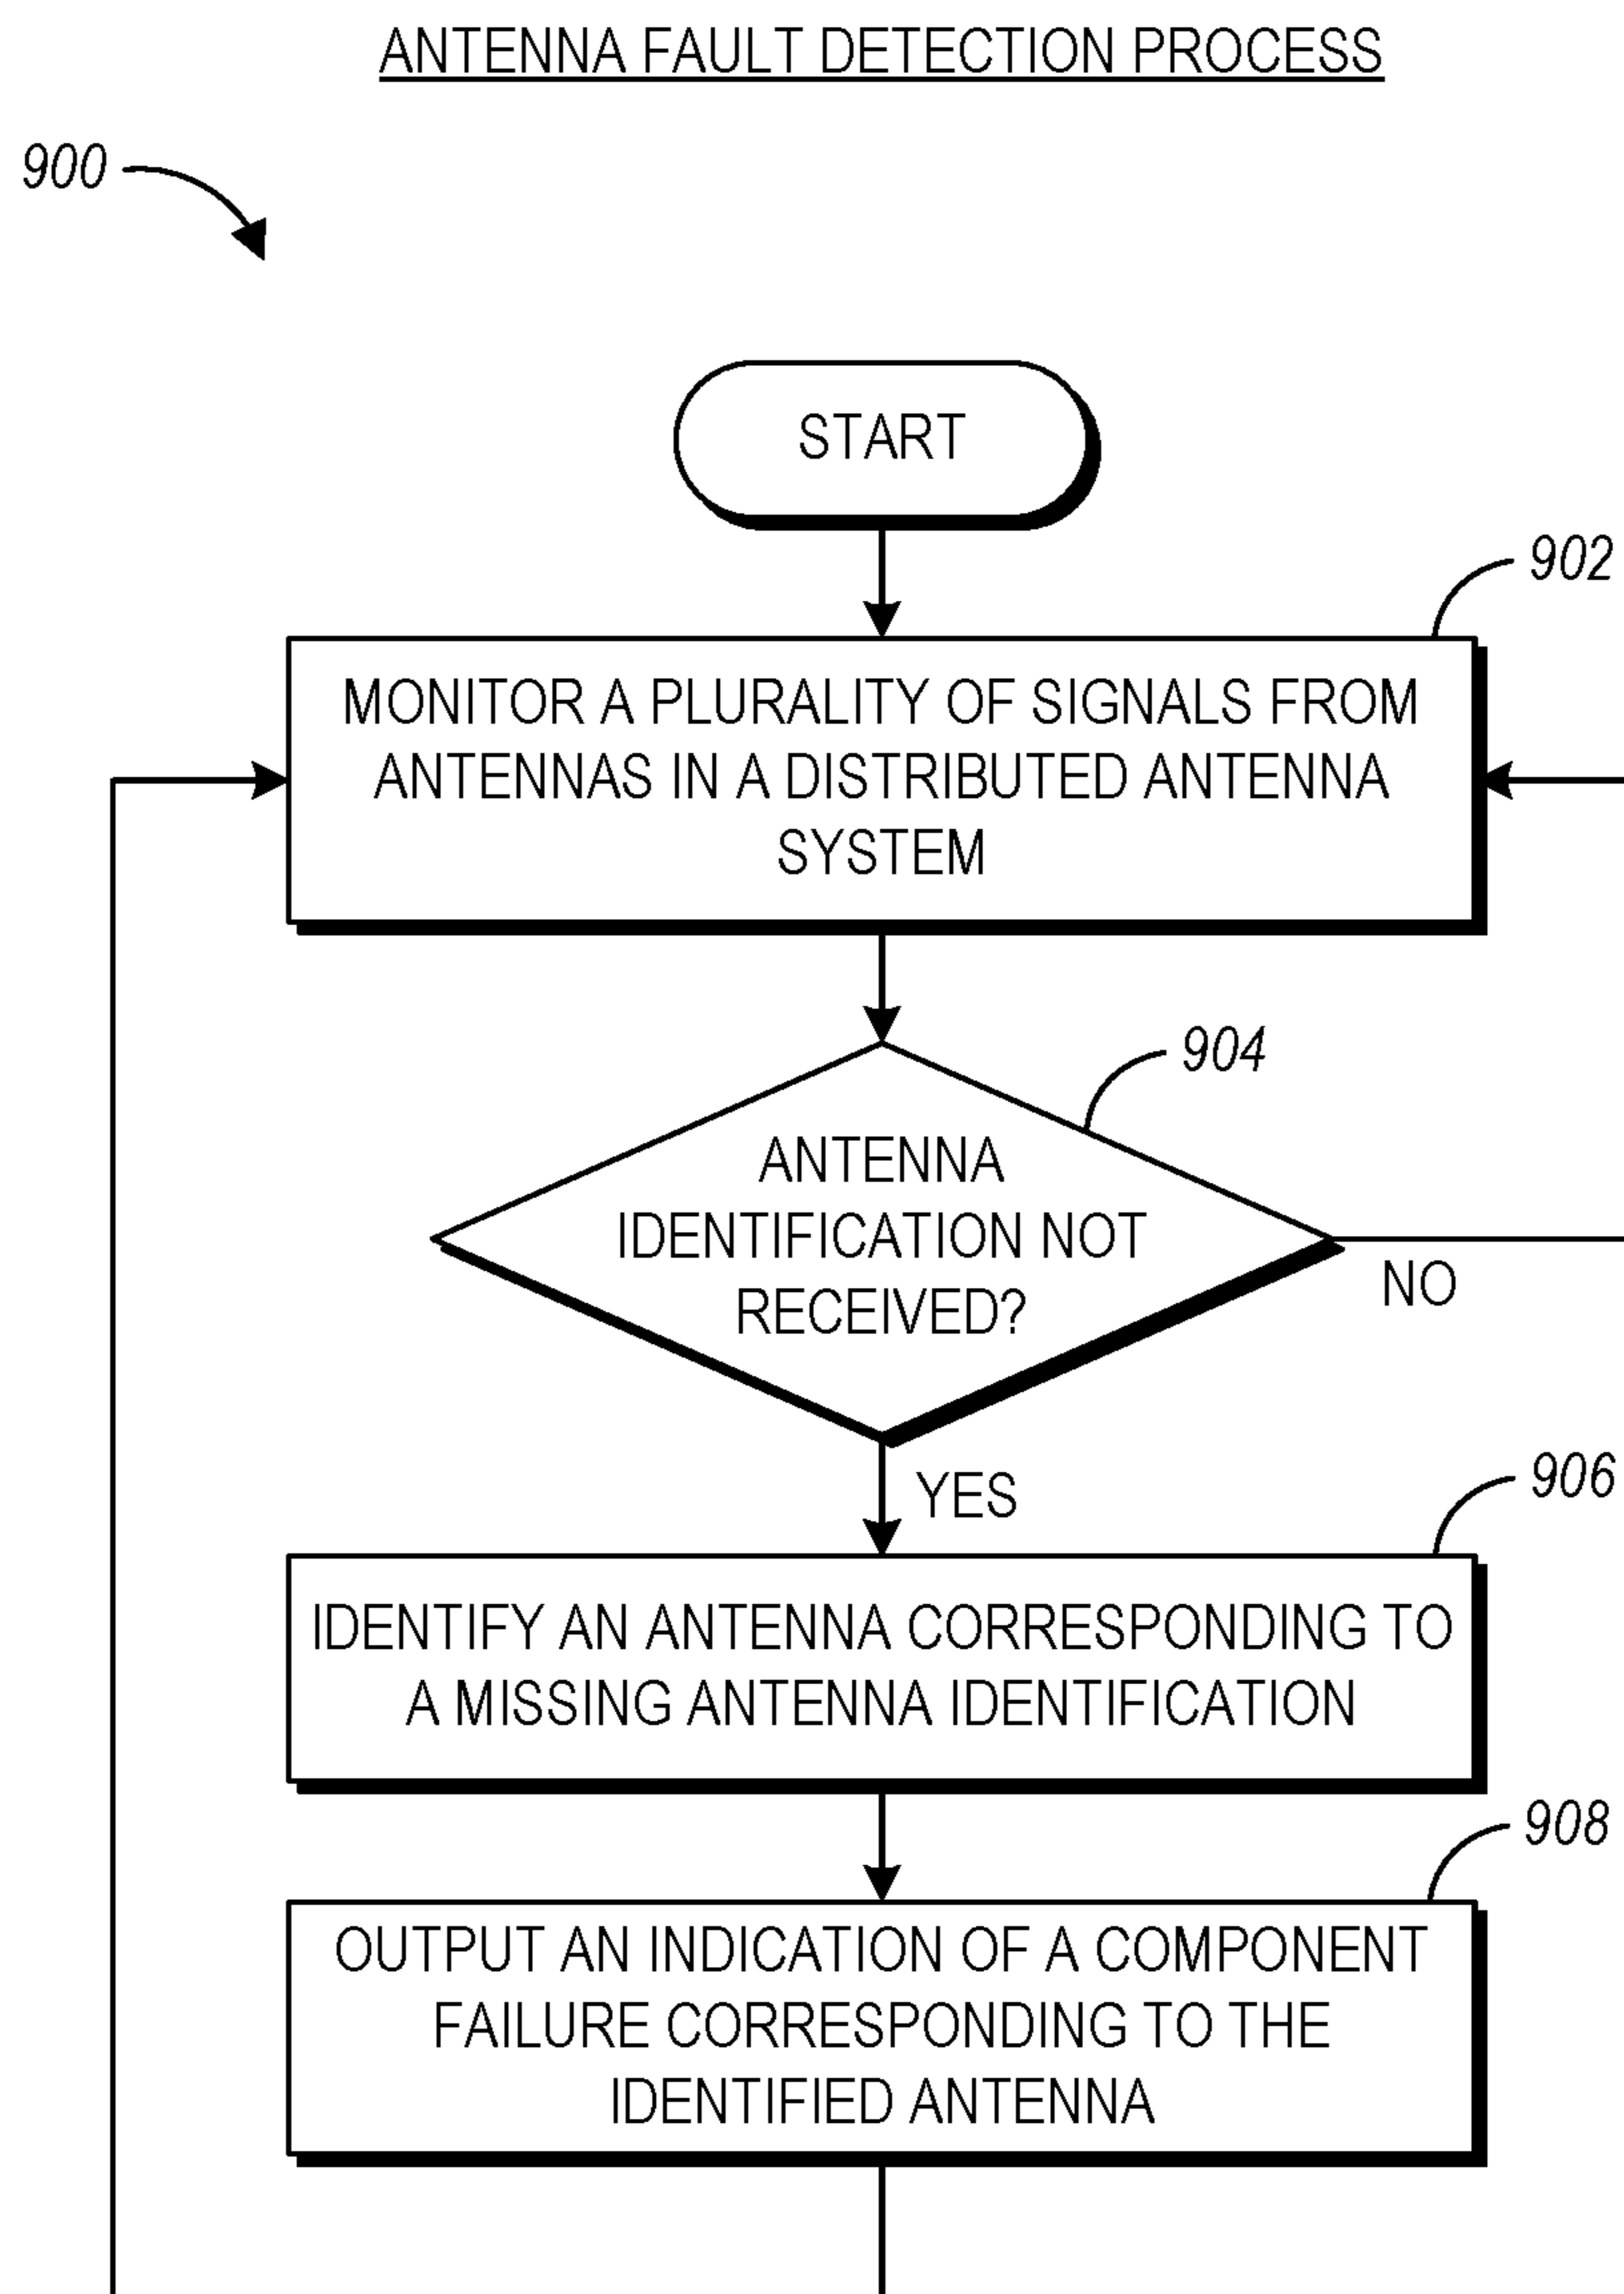 ANTENNA FAULT DETECTION PROCESS
900
START
902
MONITOR A PLURALITY OF SIGNALS FROM
ANTENNAS IN A DISTRIBUTED ANTENNA
SYSTEM
904
ANTENNA
IDENTIFICATION NOT
RECEIVED?
NO
YES
906
IDENTIFY AN ANTENNA CORRESPONDING TO
A MISSING ANTENNA IDENTIFICATION
908
OUTPUT AN INDICATION OF A COMPONENT
FAILURE CORRESPONDING TO THE
IDENTIFIED ANTENNA